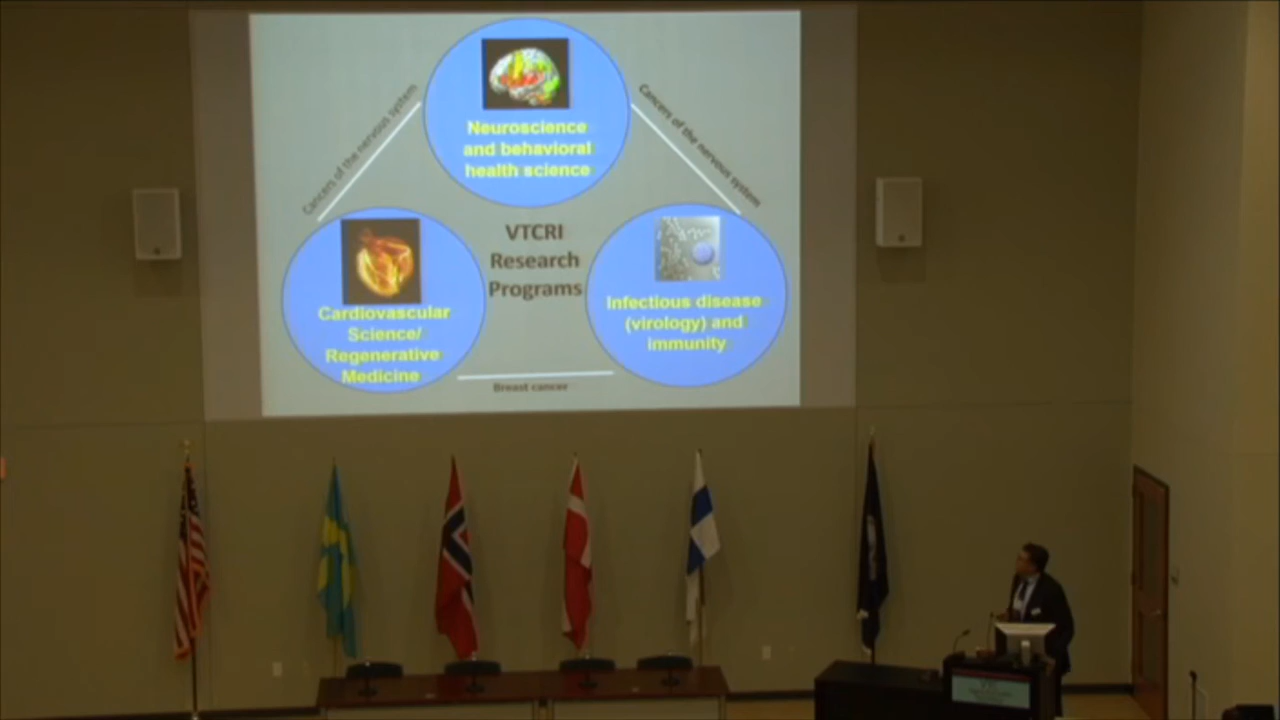 Neuroscience
and behavioral
health science
Cancers of the nervous system
Cancers of the nervous system
VTCRI
Research
Programs
Cardiovascular
Science/
Regenerative
Medicine
Infectious disease
(virology) and
immunity
Breast cancer